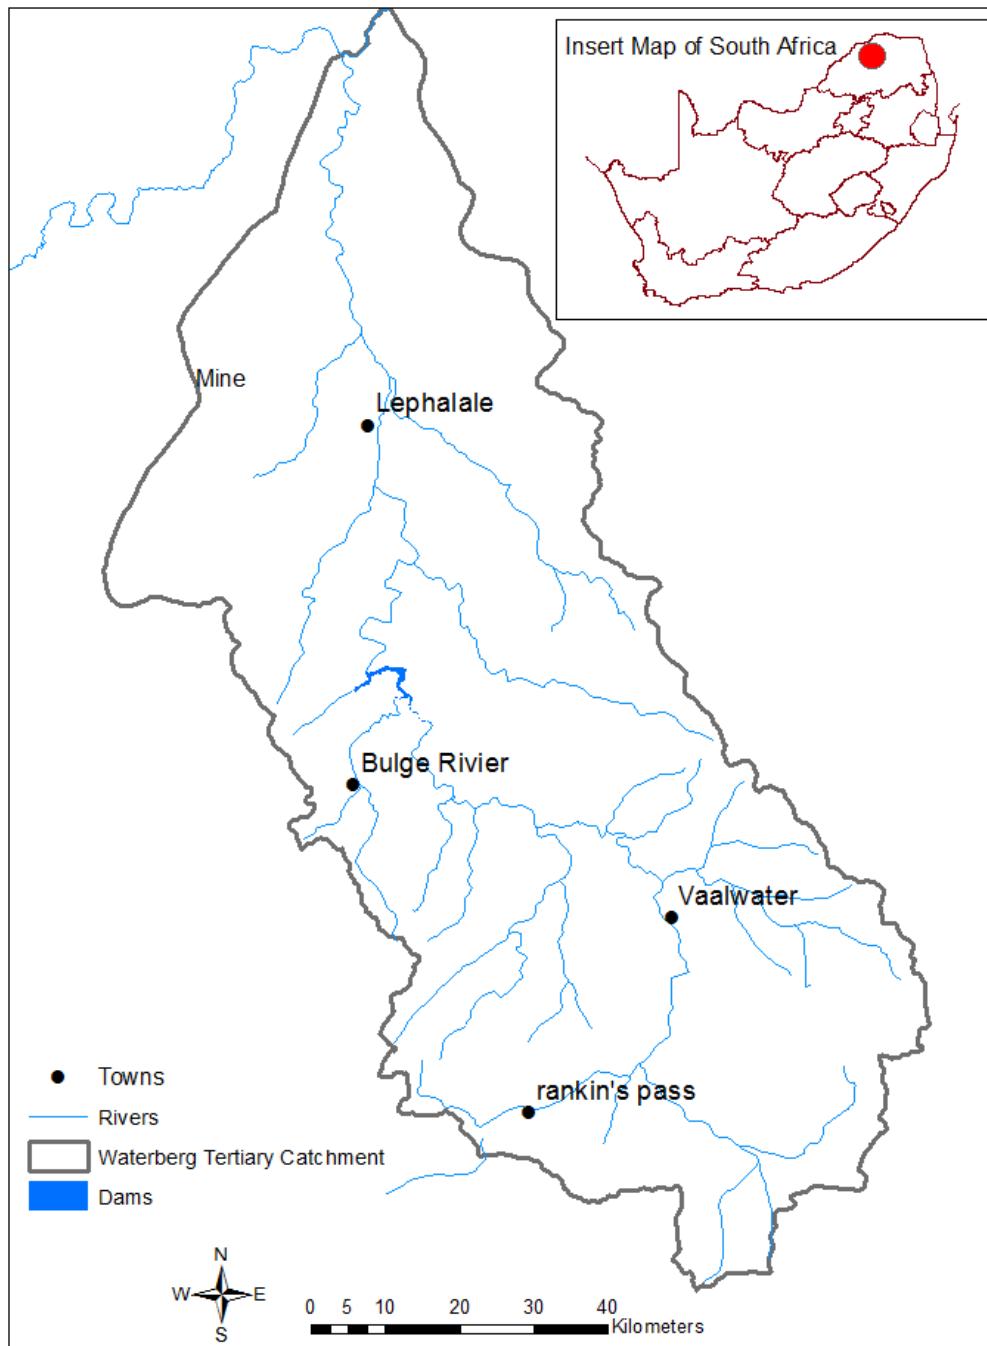 Insert Map of South Africa
Mine
Lephalale
Bulge Rivier
Vaalwater
rankin's pass
Towns
Rivers
Waterberg Tertiary Catchment
Dams
N
W E
S
0 5 10 20 30 40
Kilometers